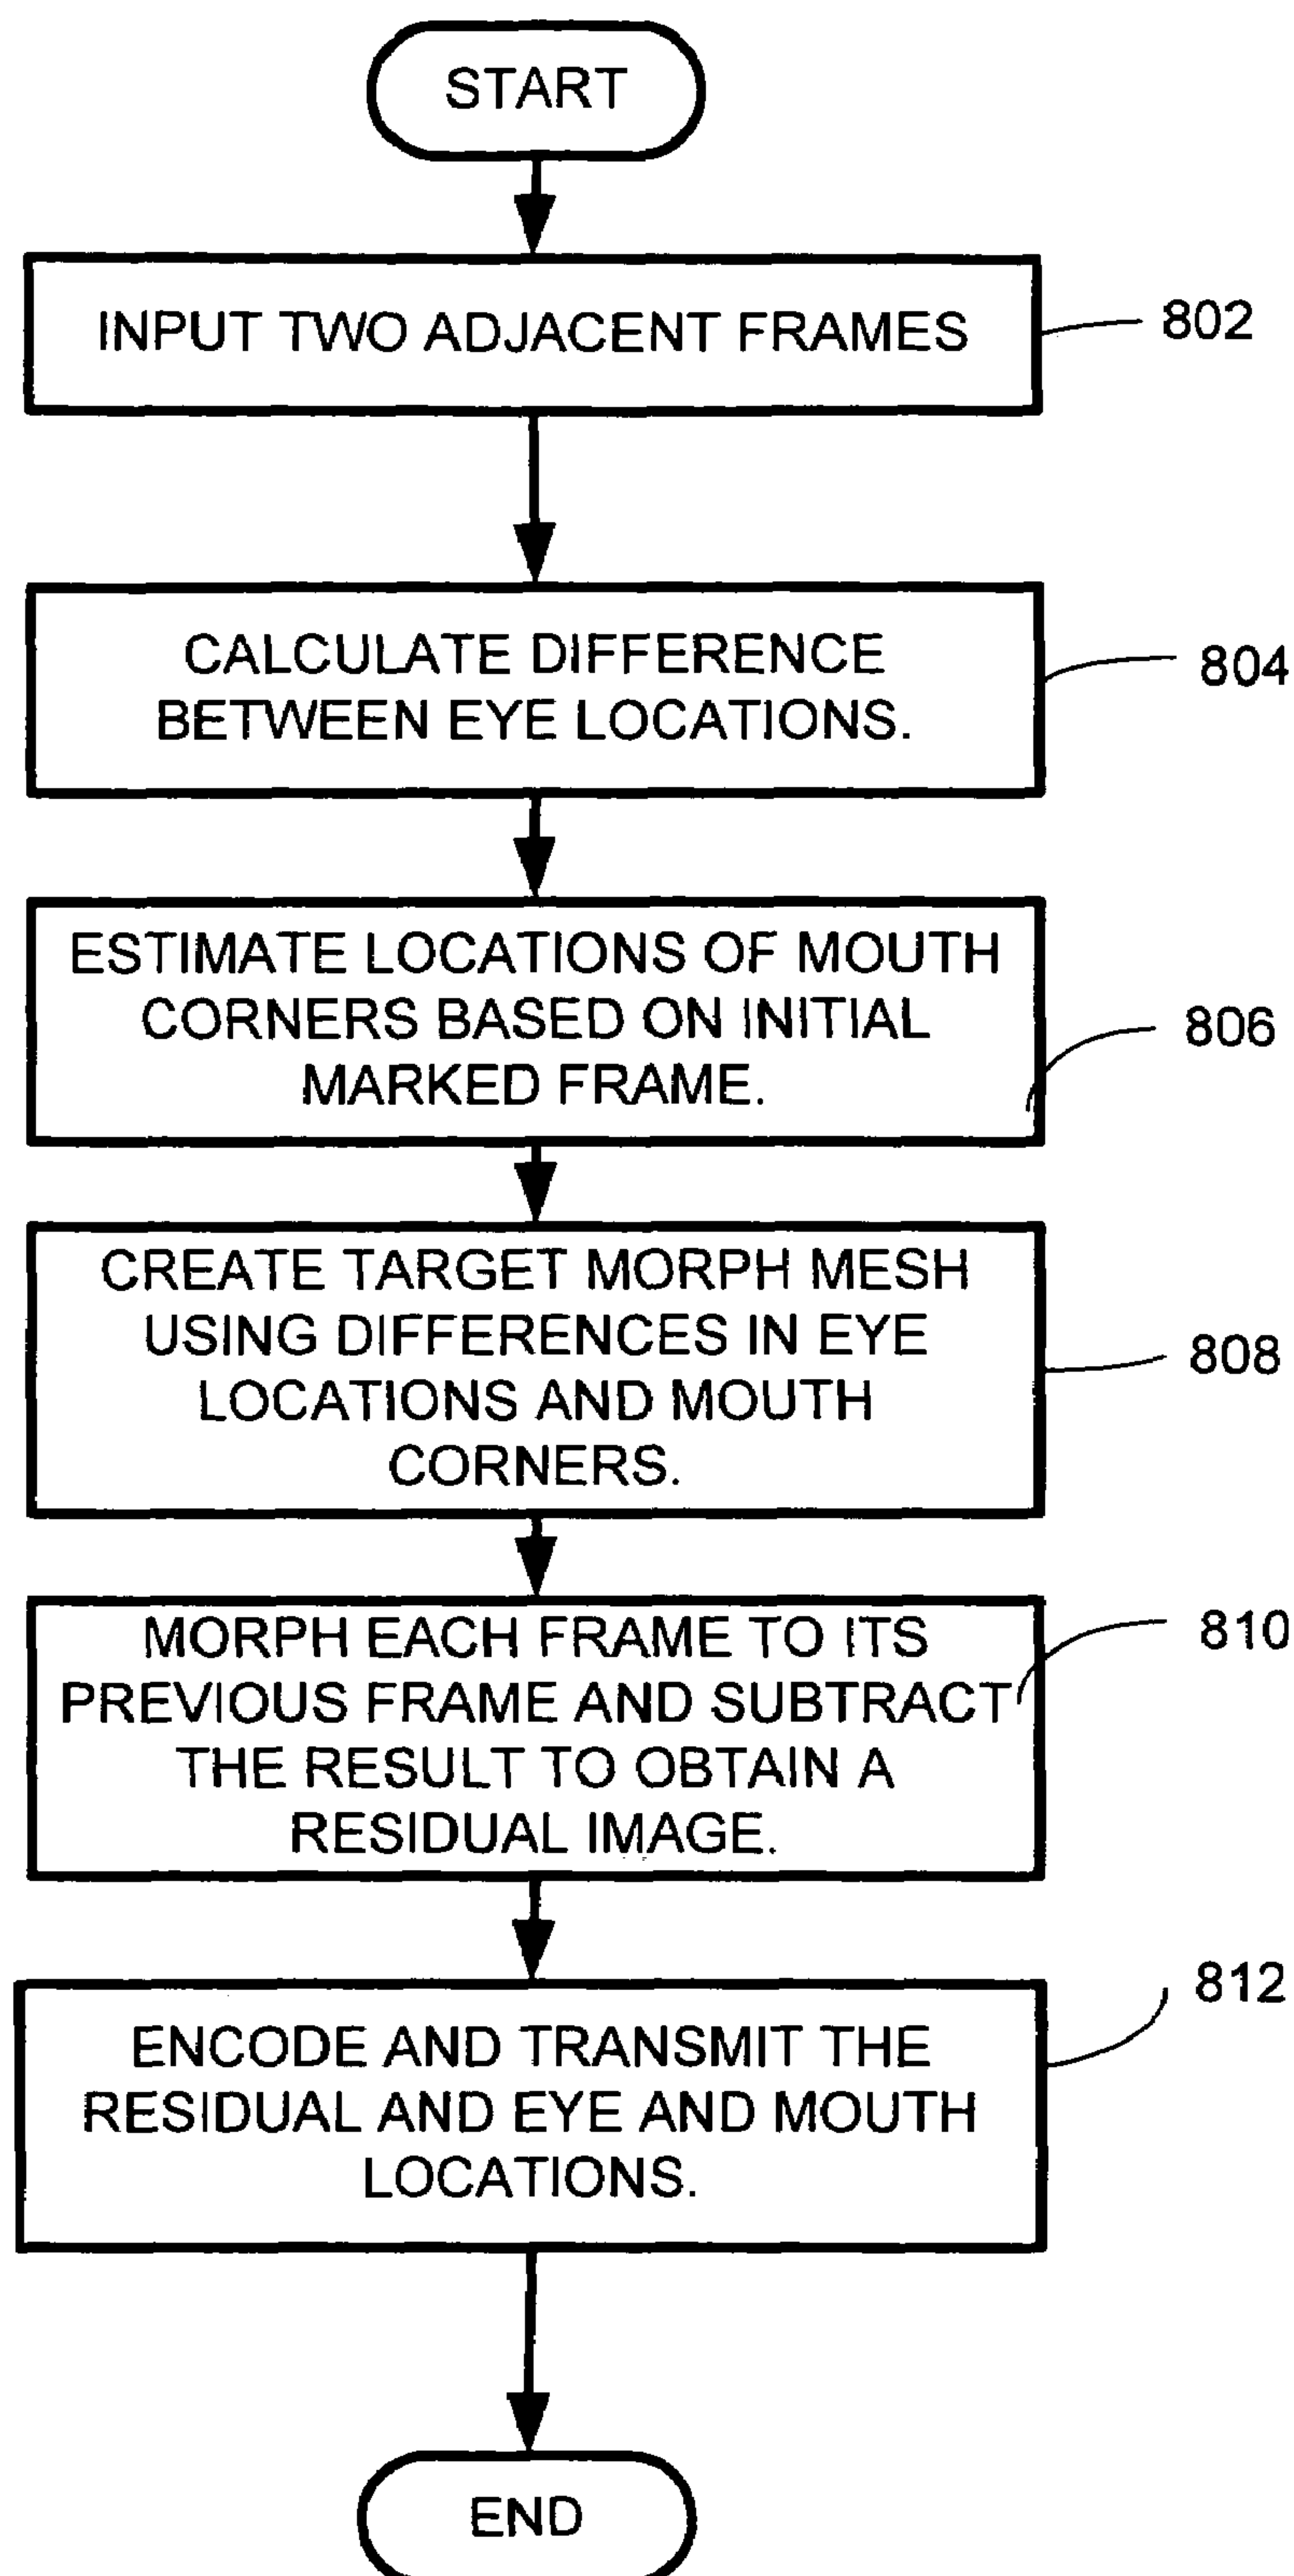 START
INPUT TWO ADJACENT FRAMES
802
CALCULATE DIFFERENCE
BETWEEN EYE LOCATIONS.
804
ESTIMATE LOCATIONS OF MOUTH
CORNERS BASED ON INITIAL
MARKED FRAME.
806
CREATE TARGET MORPH MESH
USING DIFFERENCES IN EYE
LOCATIONS AND MOUTH
CORNERS.
808
MORPH EACH FRAME TO ITS
PREVIOUS FRAME AND SUBTRACT
THE RESULT TO OBTAIN A
RESIDUAL IMAGE.
810
ENCODE AND TRANSMIT THE
RESIDUAL AND EYE AND MOUTH
LOCATIONS.
812
END